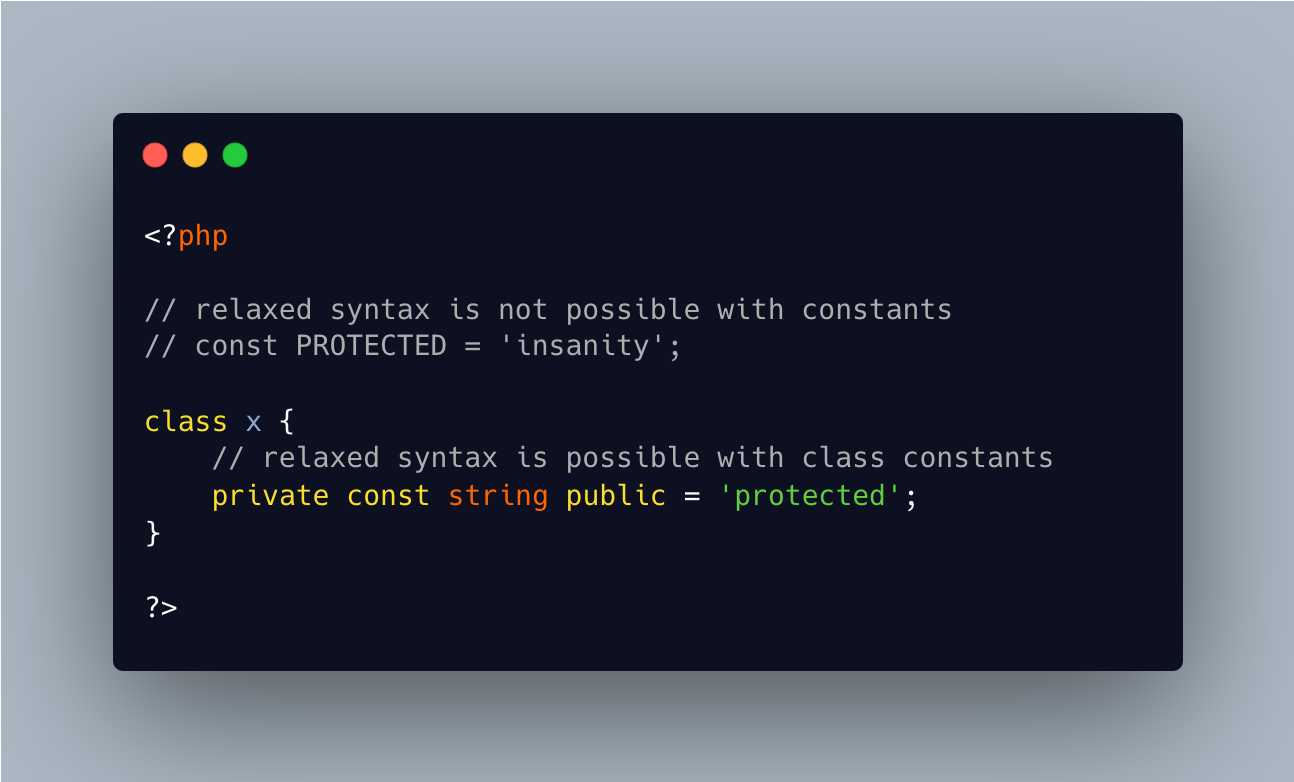 <?php
// relaxed syntax is not possible with constants
// const PROTECTED = 'insanity';
class x {
    // relaxed syntax is possible with class constants
    private const string public = 'protected';
}
?>